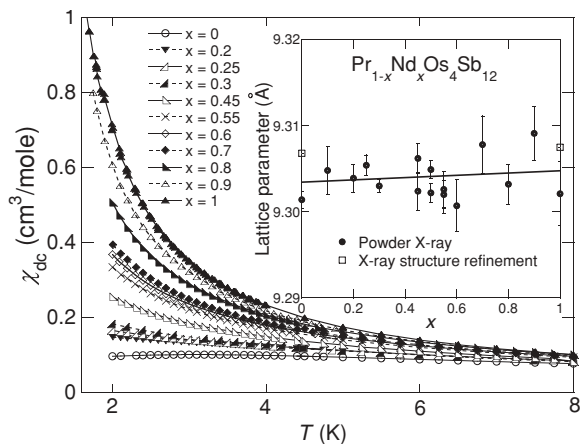 1
0.8
0.6
0.4
0.2
0
χdc (cm³/mole)
2
4
6
8
T (K)
x = 0
x = 0.2
x = 0.25
x = 0.3
x = 0.45
x = 0.55
x = 0.6
x = 0.7
x = 0.8
x = 0.9
x = 1
Pr₁₋ₓNdₓOs₄Sb₁₂
9.32
9.31
9.30
9.29
Lattice parameter (Å)
Powder X-ray
X-ray structure refinement
0.0
0.2
0.4
0.6
0.8
1.0
x